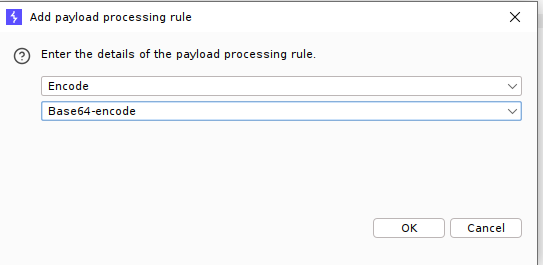 Add payload processing rule
Enter the details of the payload processing rule.
Encode
Base64-encode
OK
Cancel